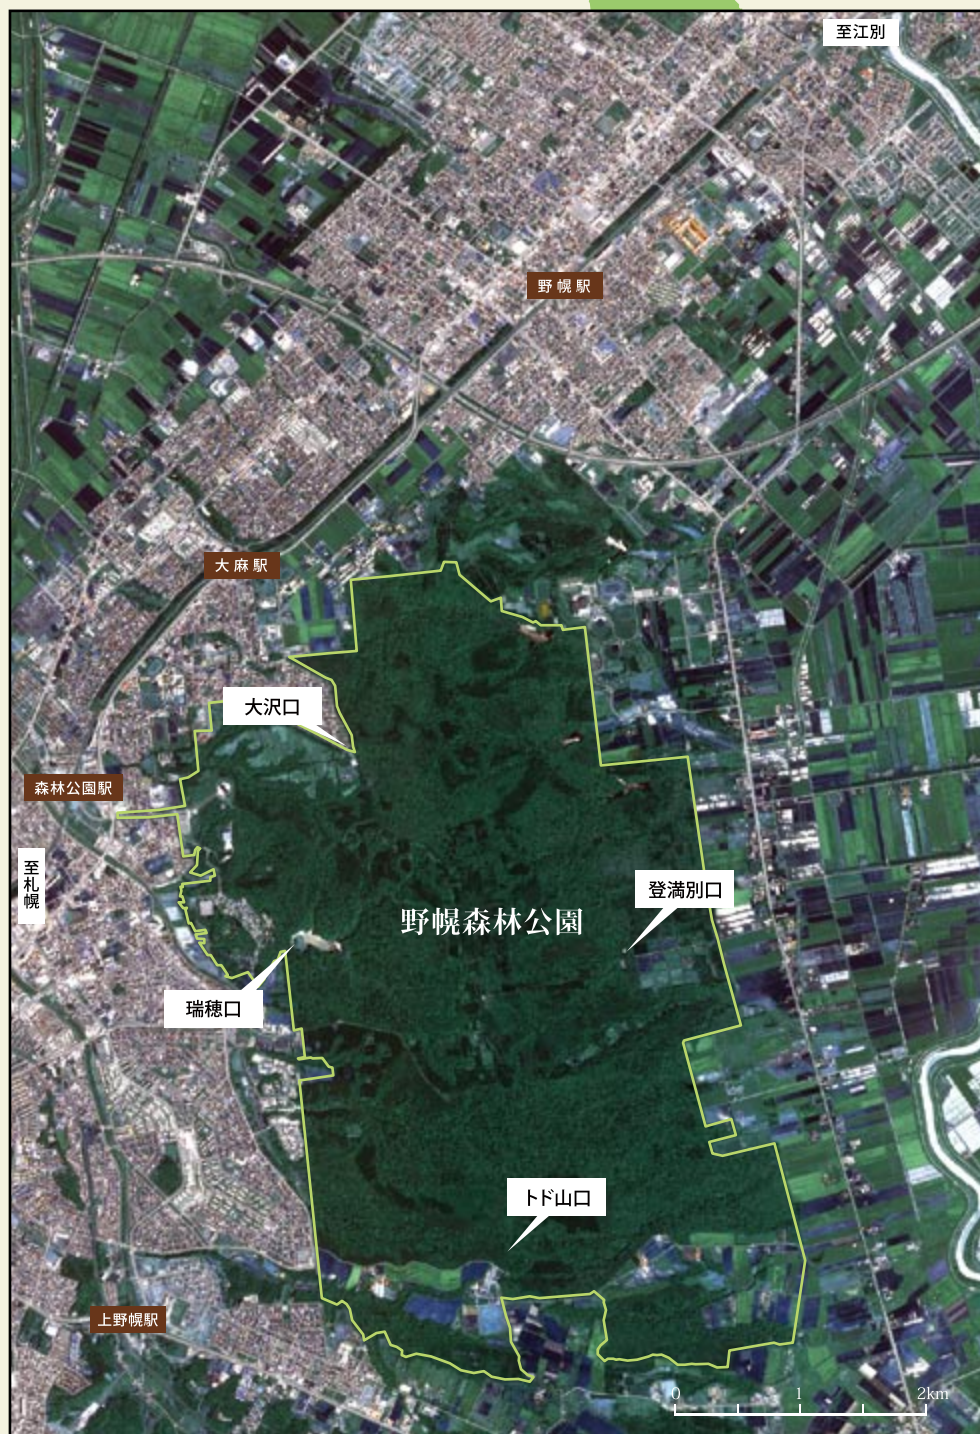 至江別
野幌駅
大麻駅
大沢口
森林公園駅
至札幌
登満別口
野幌森林公園
瑞穂口
トド山口
上野幌駅
0 1 2km